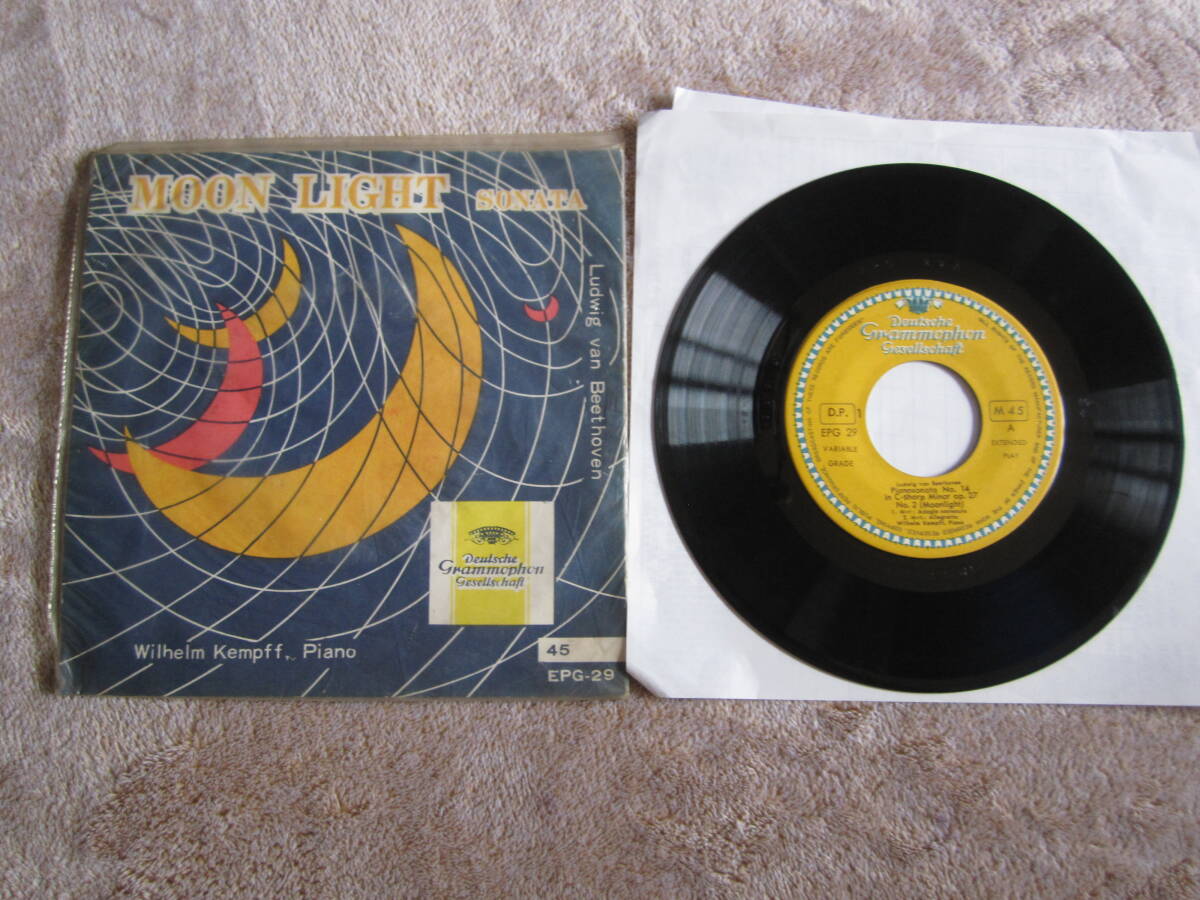 MOON LIGHT SONATA
Ludwig van Beethoven
Deutsche
Grammophon
Gesellschaft
Wilhelm Kempff, Piano
45
EPG-29
Deutsche
Grammophon
Gesellschaft
D.P. 1
EPG 29
VARIABLE
GRADE
M 45
A
EXTENDED
PLAY
Ludwig van Beethoven
Pianosonata No. 14
in C-Sharp Minor op. 27
No. 2 (Moonlight)
Wilhelm Kempff, Piano